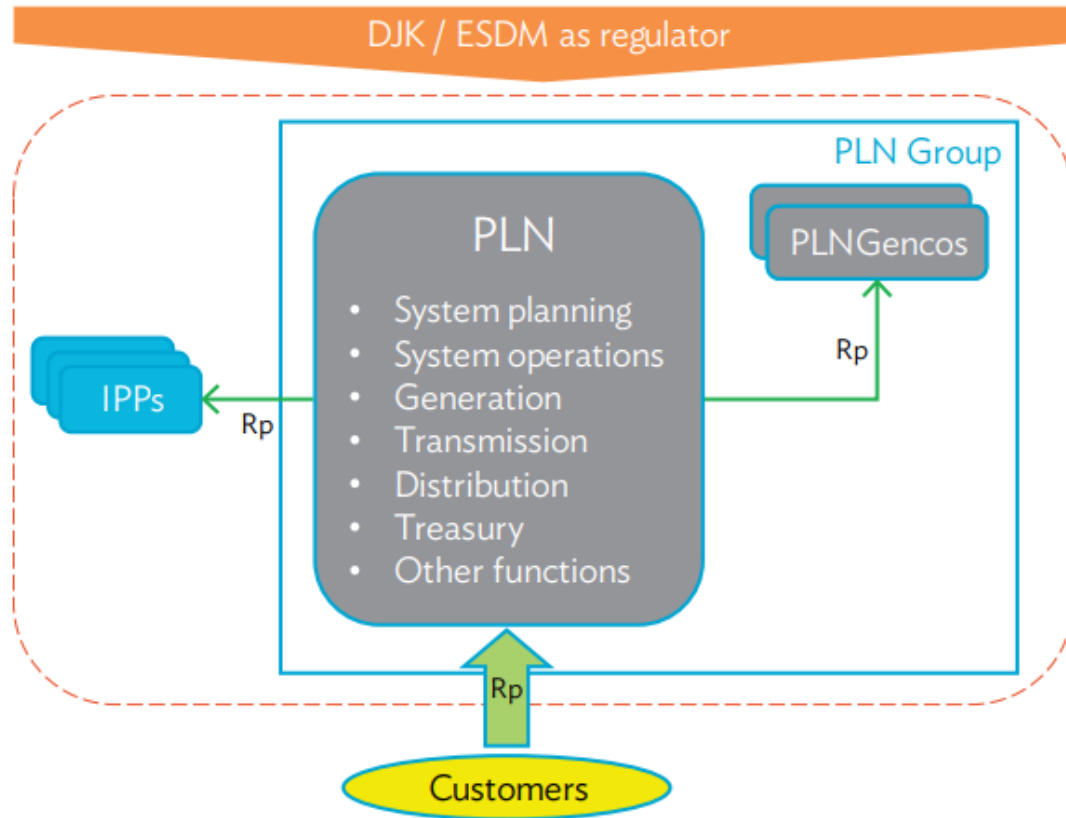 DJK / ESDM as regulator
PLN Group
PLN
• System planning
• System operations
• Generation
• Transmission
• Distribution
• Treasury
• Other functions
PLNGencos
Rp
IPPs
Rp
Rp
Customers